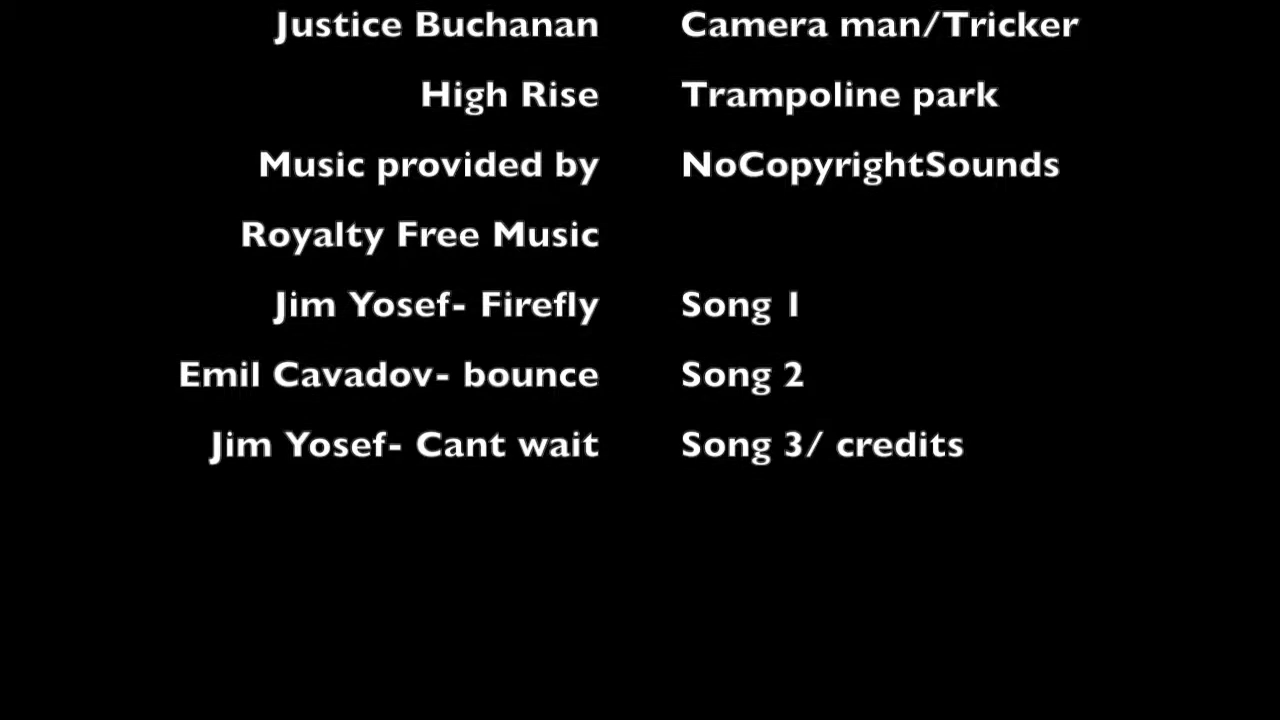 Justice Buchanan Camera man/Tricker
High Rise Trampoline park
Music provided by NoCopyrightSounds
Royalty Free Music
Jim Yosef- Firefly Song 1
Emil Cavadov- bounce Song 2
Jim Yosef- Cant wait Song 3/ credits